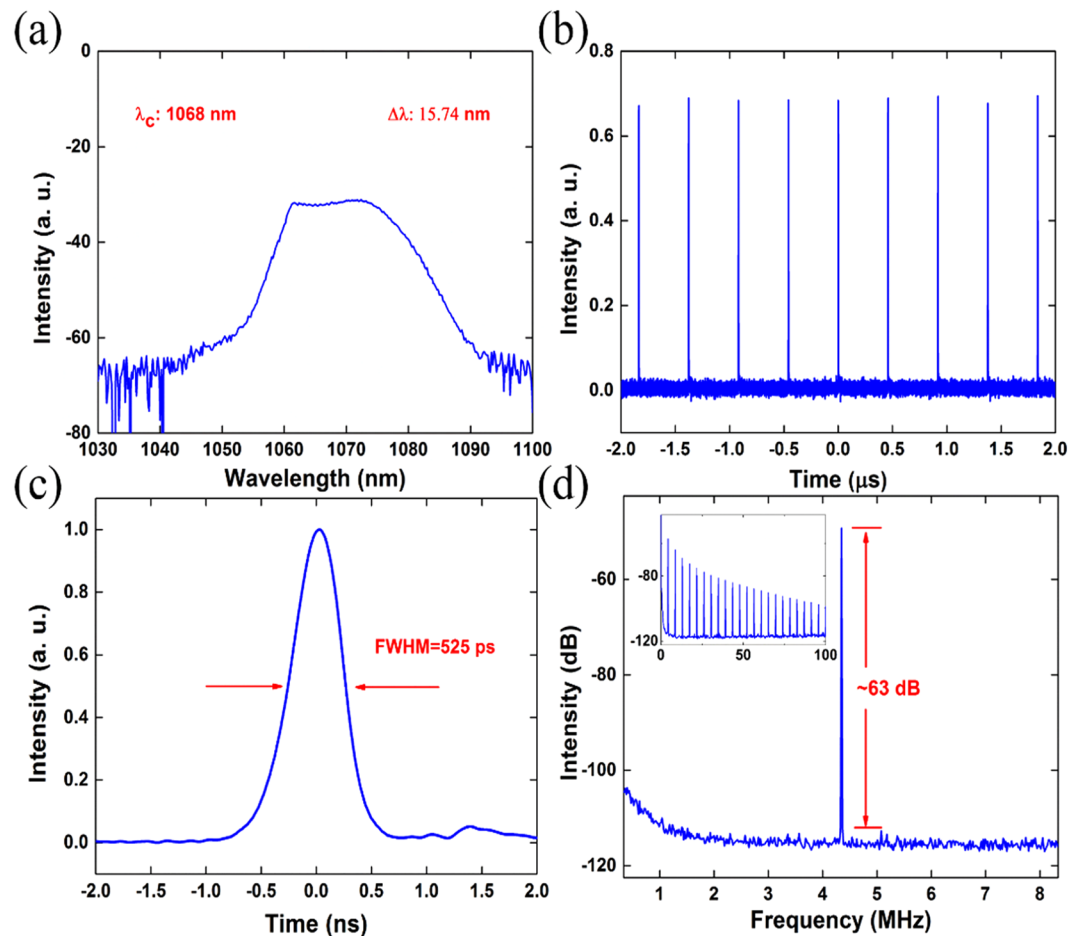 (a)
0
-20
-40
-60
-80
Intensity (a. u.)
λC: 1068 nm
Δλ: 15.74 nm
1030 1040 1050 1060 1070 1080 1090 1100
Wavelength (nm)
(b)
0.8
0.6
0.4
0.2
0.0
Intensity (a. u.)
-2.0 -1.5 -1.0 -0.5 0.0 0.5 1.0 1.5 2.0
Time (μs)
(c)
1.0
0.8
0.6
0.4
0.2
0.0
Intensity (a. u.)
FWHM=525 ps
-2.0 -1.5 -1.0 -0.5 0.0 0.5 1.0 1.5 2.0
Time (ns)
(d)
-60
-80
-100
-120
Intensity (dB)
-80
-120
0 50 100
~63 dB
1 2 3 4 5 6 7 8
Frequency (MHz)